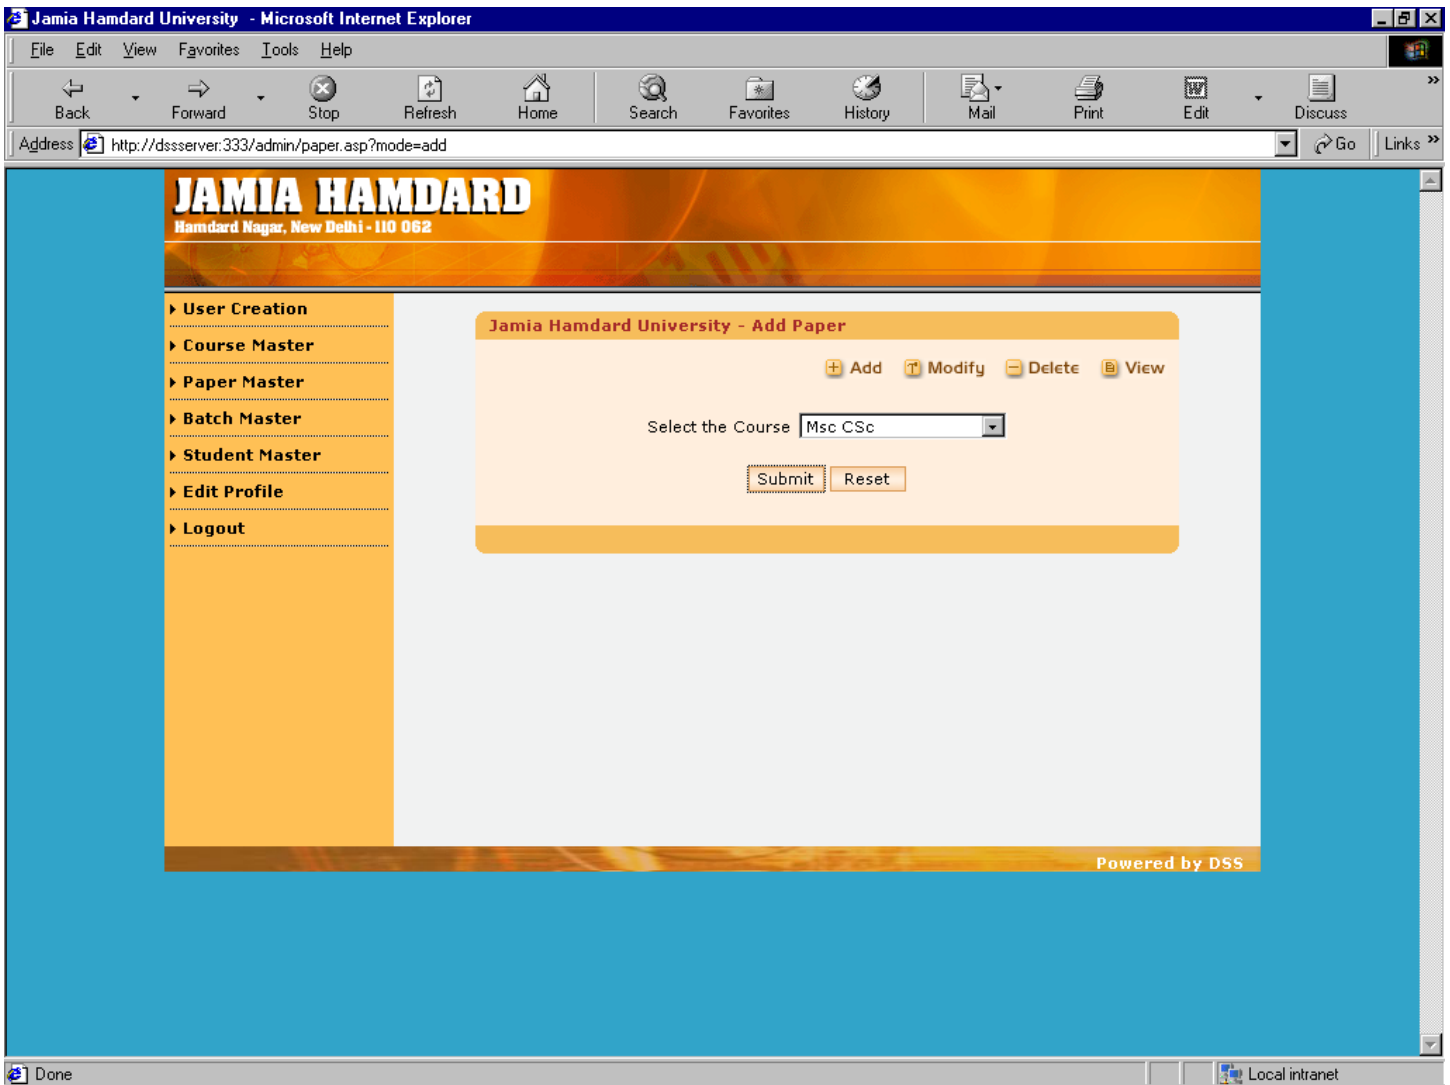 Jamia Hamdard University - Microsoft Internet Explorer
File Edit View Favorites Tools Help
Back Forward Stop Refresh Home Search Favorites History Mail Print Edit Discuss »
Address http://dssserver:333/admin/paper.asp?mode=add Go Links »
JAMIA HAMDARD
Hamdard Nagar, New Delhi - 110 062
User Creation
Course Master
Paper Master
Batch Master
Student Master
Edit Profile
Logout
Jamia Hamdard University - Add Paper
Add Modify Delete View
Select the Course Msc CSc
Submit Reset
Powered by DSS
Done Local intranet